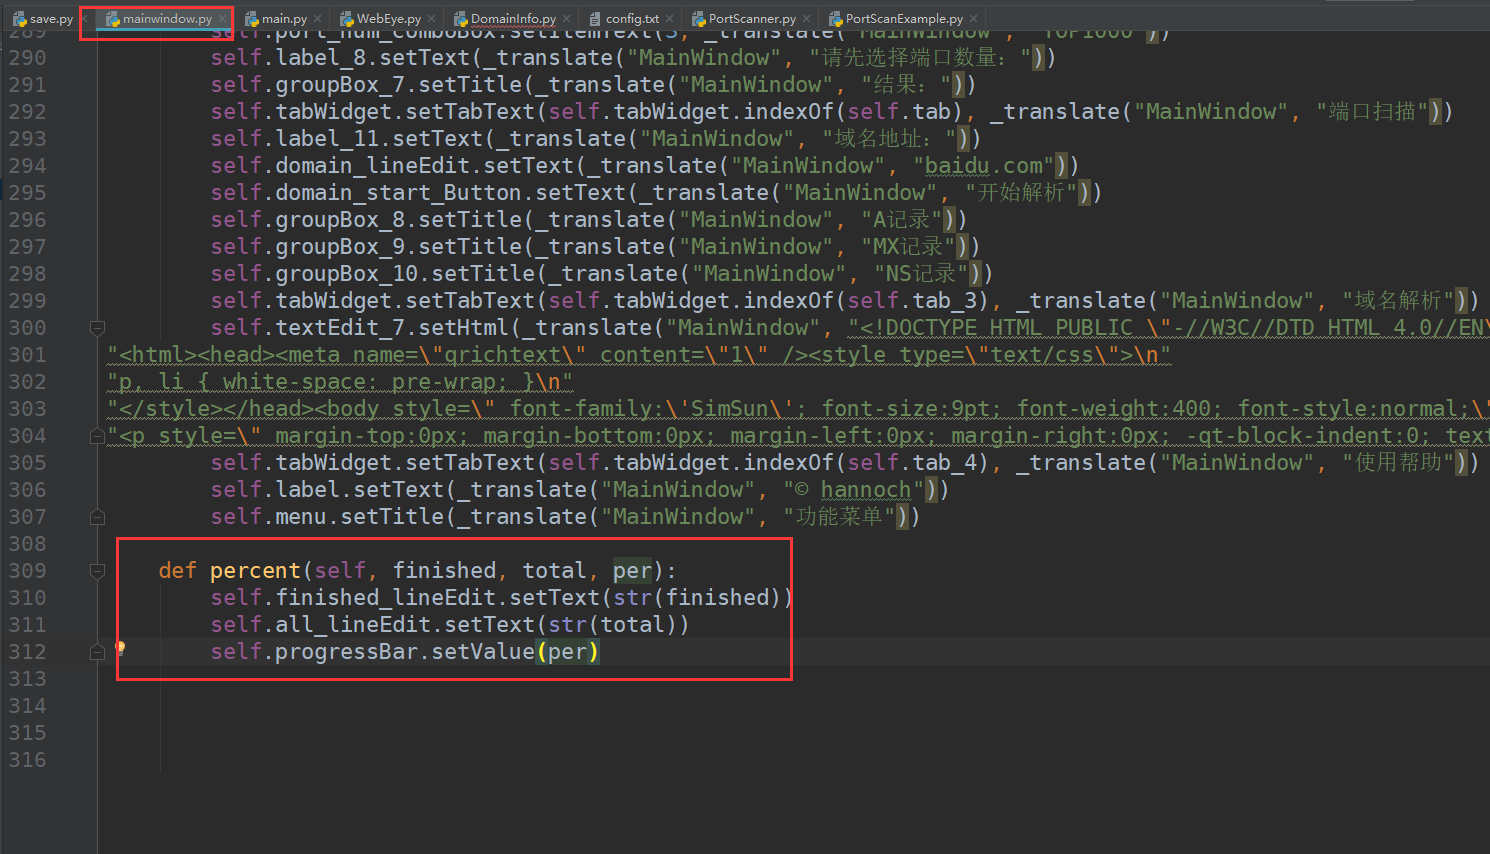 save.py mainwindow.py main.py WebEye.py DomainInfo.py config.txt PortScanner.py PortScanExample.py
289 self.port_num_comboBox.setItemText(3, _translate("MainWindow", "TOP1000"))
290 self.label_8.setText(_translate("MainWindow", "请先选择端口数量："))
291 self.groupBox_7.setTitle(_translate("MainWindow", "结果："))
292 self.tabWidget.setTabText(self.tabWidget.indexOf(self.tab), _translate("MainWindow", "端口扫描"))
293 self.label_11.setText(_translate("MainWindow", "域名地址："))
294 self.domain_lineEdit.setText(_translate("MainWindow", "baidu.com"))
295 self.domain_start_Button.setText(_translate("MainWindow", "开始解析"))
296 self.groupBox_8.setTitle(_translate("MainWindow", "A记录"))
297 self.groupBox_9.setTitle(_translate("MainWindow", "MX记录"))
298 self.groupBox_10.setTitle(_translate("MainWindow", "NS记录"))
299 self.tabWidget.setTabText(self.tabWidget.indexOf(self.tab_3), _translate("MainWindow", "域名解析"))
300 self.textEdit_7.setHtml(_translate("MainWindow", "<!DOCTYPE HTML PUBLIC \"-//W3C//DTD HTML 4.0//EN\
301 "<html><head><meta name=\"qrichtext\" content=\"1\" /><style type=\"text/css\">\n"
302 "p, li { white-space: pre-wrap; }\n"
303 "</style></head><body style=\" font-family:\'SimSun\'; font-size:9pt; font-weight:400; font-style:normal;\"
304 "<p style=\" margin-top:0px; margin-bottom:0px; margin-left:0px; margin-right:0px; -qt-block-indent:0; text
305 self.tabWidget.setTabText(self.tabWidget.indexOf(self.tab_4), _translate("MainWindow", "使用帮助"))
306 self.label.setText(_translate("MainWindow", "© hannoch"))
307 self.menu.setTitle(_translate("MainWindow", "功能菜单"))
308
309 def percent(self, finished, total, per):
310 self.finished_lineEdit.setText(str(finished))
311 self.all_lineEdit.setText(str(total))
312 self.progressBar.setValue(per)
313
314
315
316